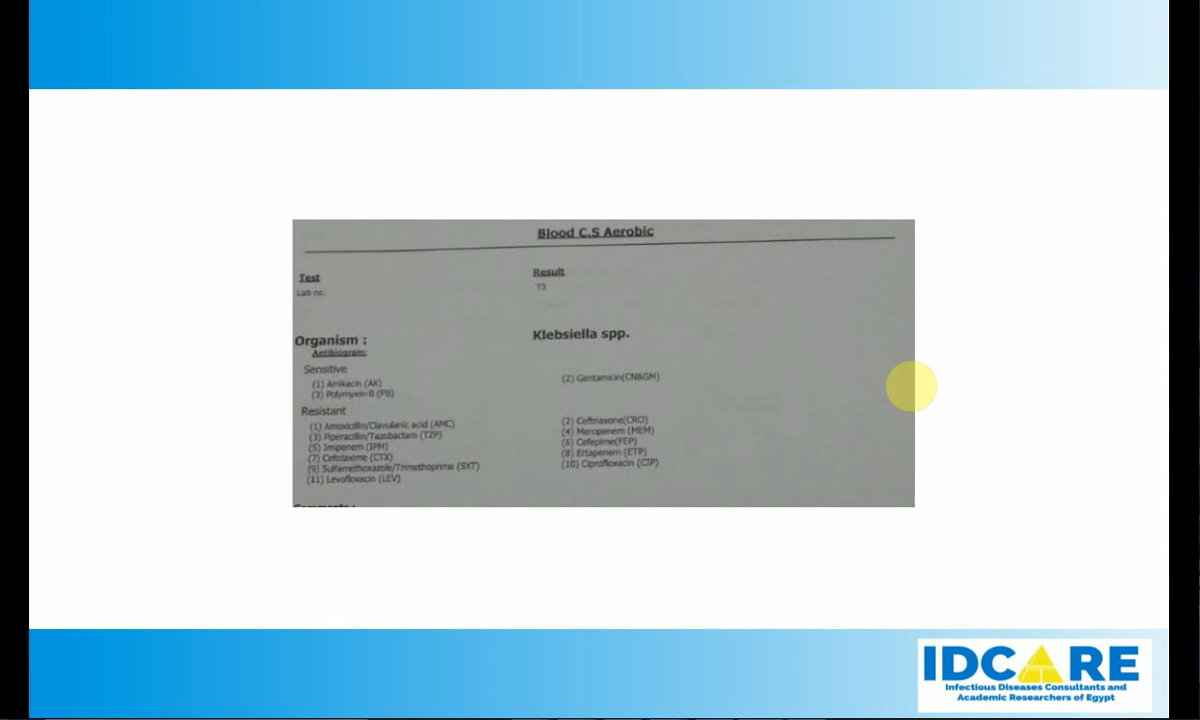 Blood C.S Aerobic
Test Result
Lab no. 73
Organism : Klebsiella spp.
Antibiogram:
Sensitive
(1) Amikacin (AK) (2) Gentamicin(CN&GM)
(3) Polymyxin-B (PB)
Resistant
(1) Amoxicillin/Clavulanic acid (AMC) (2) Ceftriaxone(CRO)
(3) Piperacillin/Tazobactam (TZP) (4) Meropenem (MEM)
(5) Imipenem (IPM) (6) Cefepime(FEP)
(7) Cefotaxime (CTX) (8) Ertapenem (ETP)
(9) Sulfamethoxazole/Trimethoprime (SXT) (10) Ciprofloxacin (CIP)
(11) Levofloxacin (LEV)
Comments :
IDCARE
Infectious Diseases Consultants and
Academic Researchers of Egypt